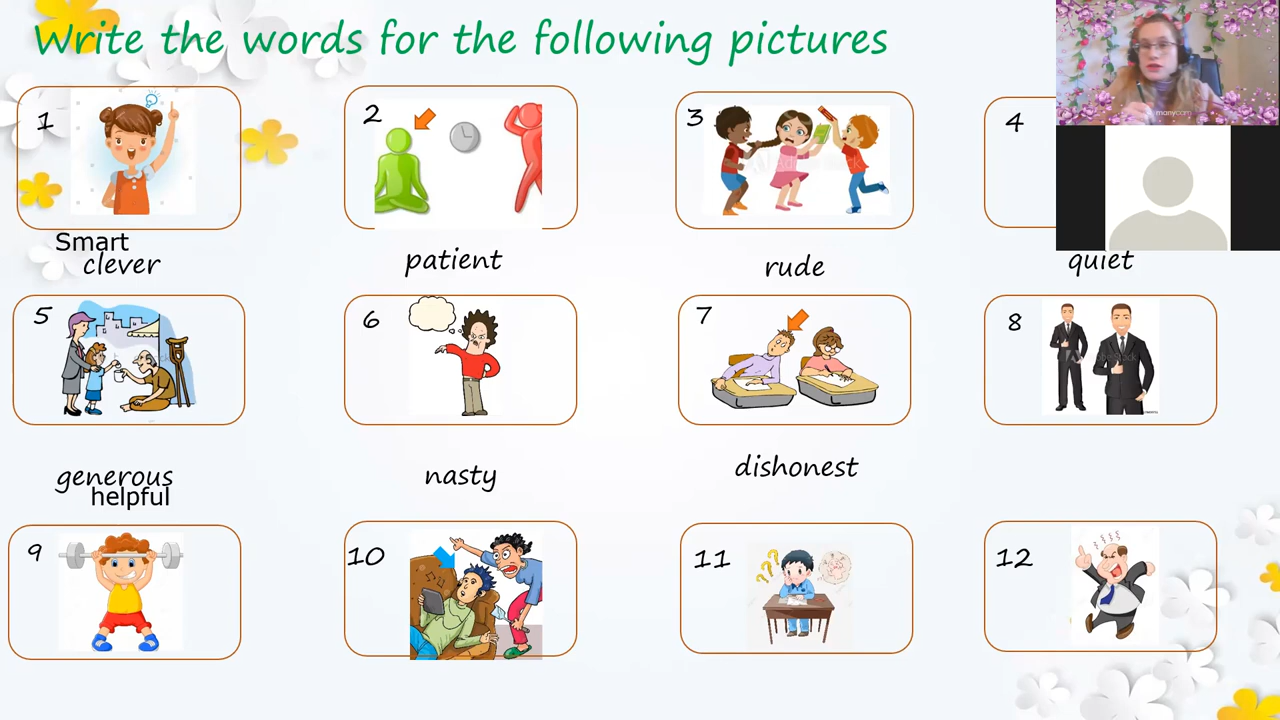 Write the words for the following pictures
1
2
3
4
manycam
Smart
clever
patient
rude
quiet
5
6
7
8
generous
helpful
nasty
dishonest
9
10
11
12